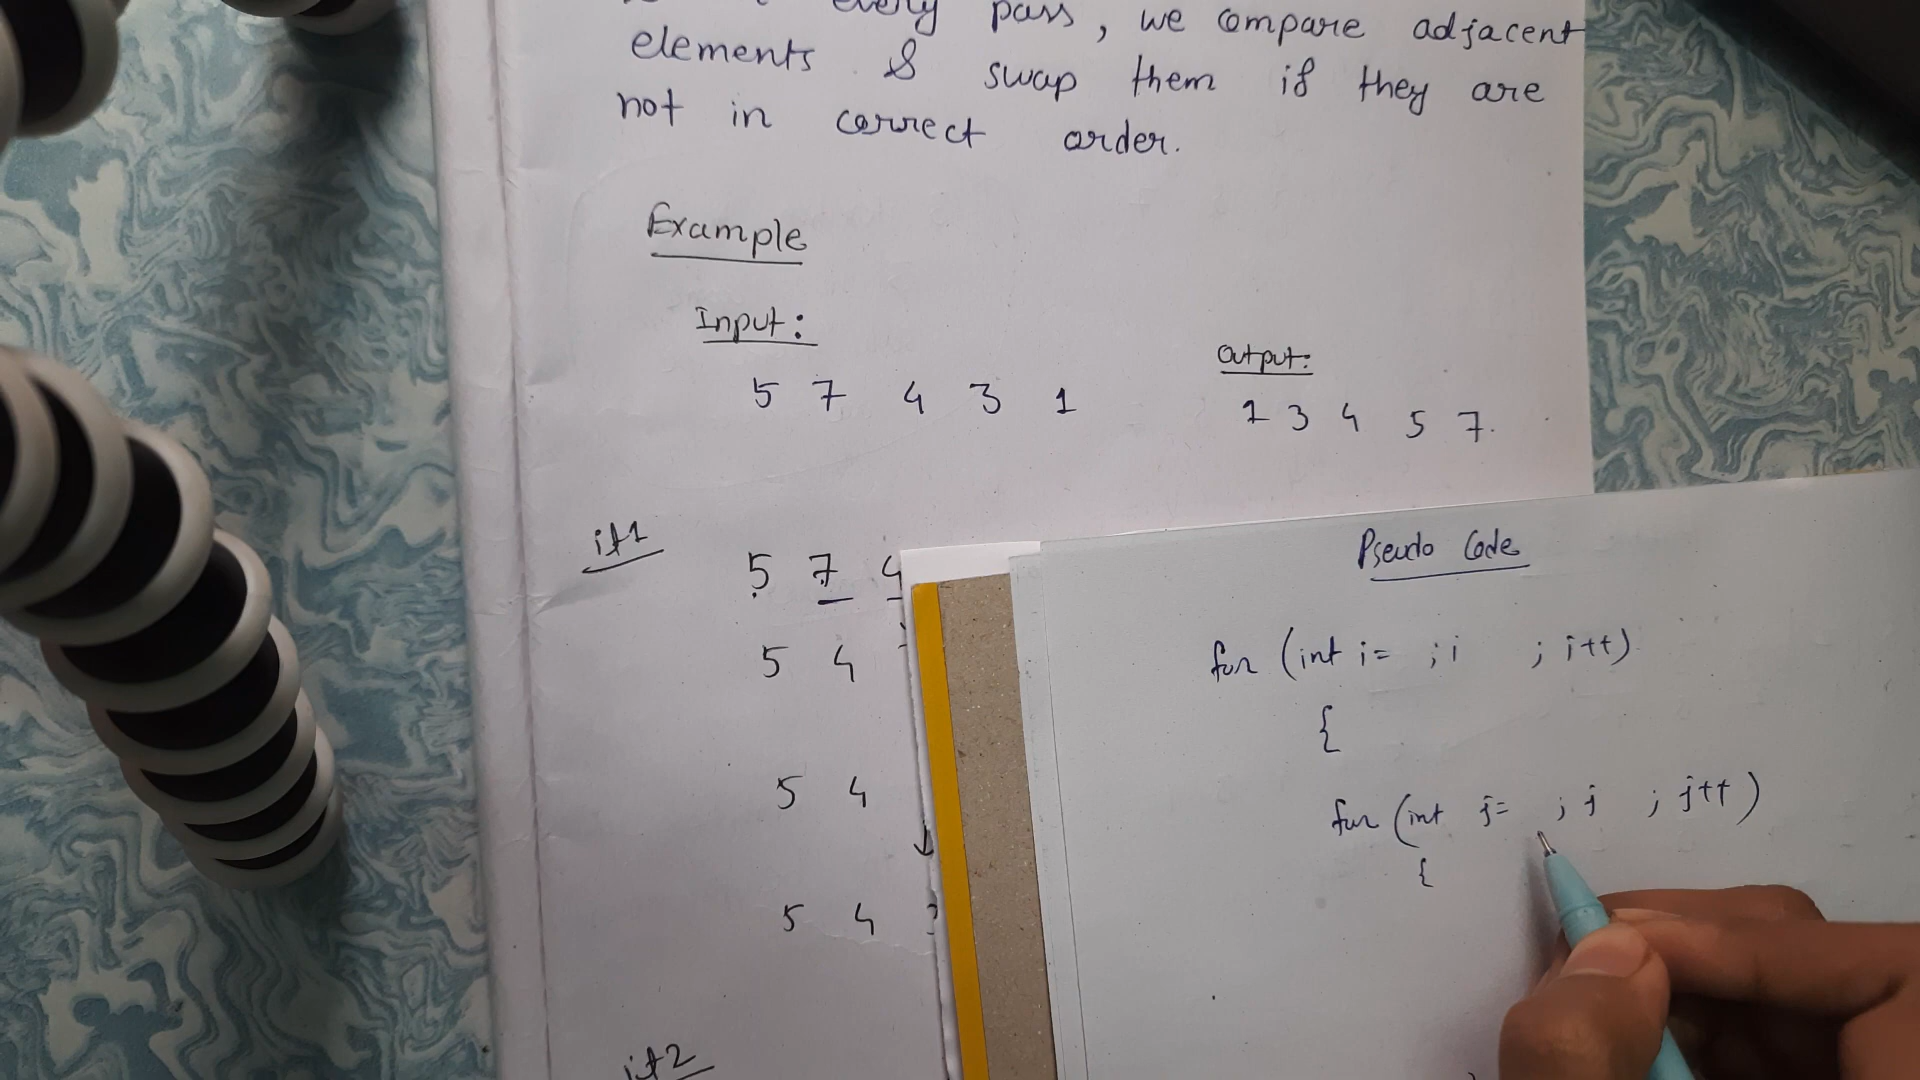 every pass, we compare adjacent
elements & swap them if they are
not in correct order.
Example
Input:
5 7 4 3 1
Output:
1 3 4 5 7.
it1
5 7 4
5 4
5 4
5 4
it2
Pseudo Code
for (int i= ; i ; i++)
{
for (int j= ; j ; j++)
{